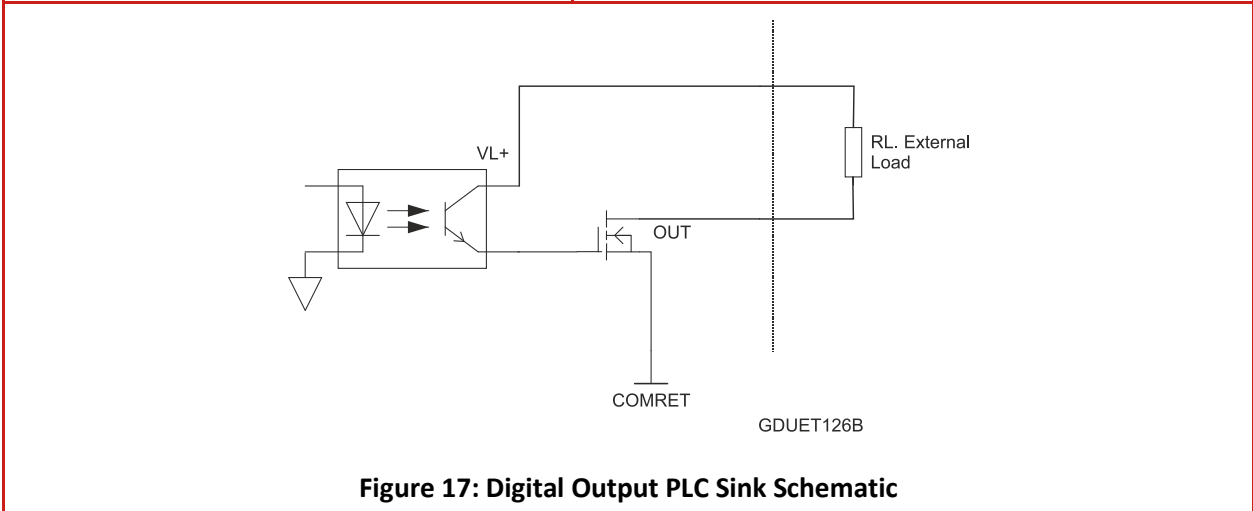 VL+
RL. External
Load
OUT
COMRET
GDUET126B
Figure 17: Digital Output PLC Sink Schematic